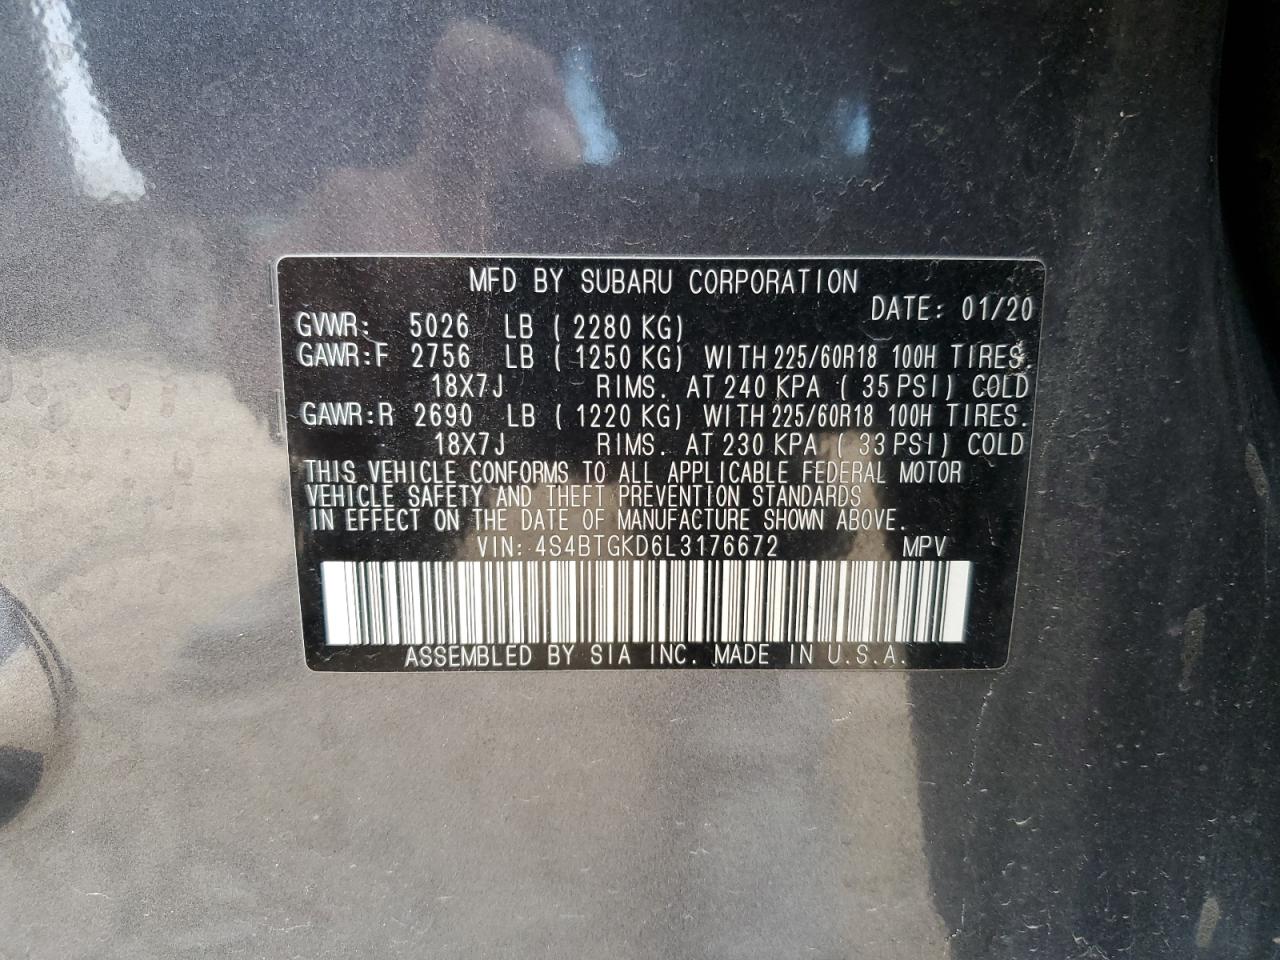 MFD BY SUBARU CORPORATION
DATE: 01/20
GVWR: 5026 LB ( 2280 KG)
GAWR:F 2756 LB ( 1250 KG) WITH 225/60R18 100H TIRES.
18X7J RIMS. AT 240 KPA ( 35 PSI) COLD
GAWR:R 2690 LB ( 1220 KG) WITH 225/60R18 100H TIRES.
18X7J RIMS. AT 230 KPA ( 33 PSI) COLD
THIS VEHICLE CONFORMS TO ALL APPLICABLE FEDERAL MOTOR
VEHICLE SAFETY AND THEFT PREVENTION STANDARDS
IN EFFECT ON THE DATE OF MANUFACTURE SHOWN ABOVE.
VIN: 4S4BTGKD6L3176672 MPV
ASSEMBLED BY SIA INC. MADE IN U.S.A.